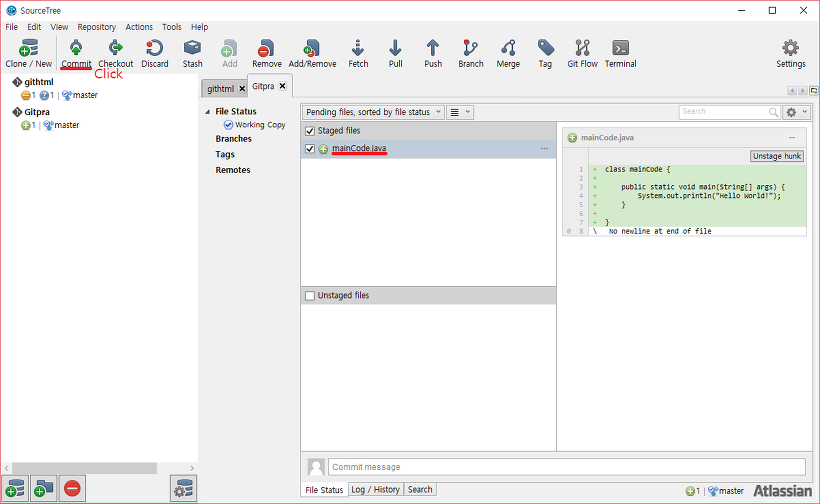 SourceTree
File Edit View Repository Actions Tools Help
Clone / New Commit Checkout Discard Stash Add Remove Add/Remove Fetch Pull Push Branch Merge Tag Git Flow Terminal Settings
Click
githtml
1 1 master
Gitpra
1 master
githtml Gitpra
File Status
Working Copy
Branches
Tags
Remotes
Pending files, sorted by file status
Search
Staged files
mainCode.java
Unstaged files
mainCode.java
Unstage hunk
1 + class mainCode {
2 +
3 + public static void main(String[] args) {
4 + System.out.println("Hello World!");
5 + }
6 +
7 + }
0 8 \ No newline at end of file
Commit message
File Status Log / History Search
1 master Atlassian